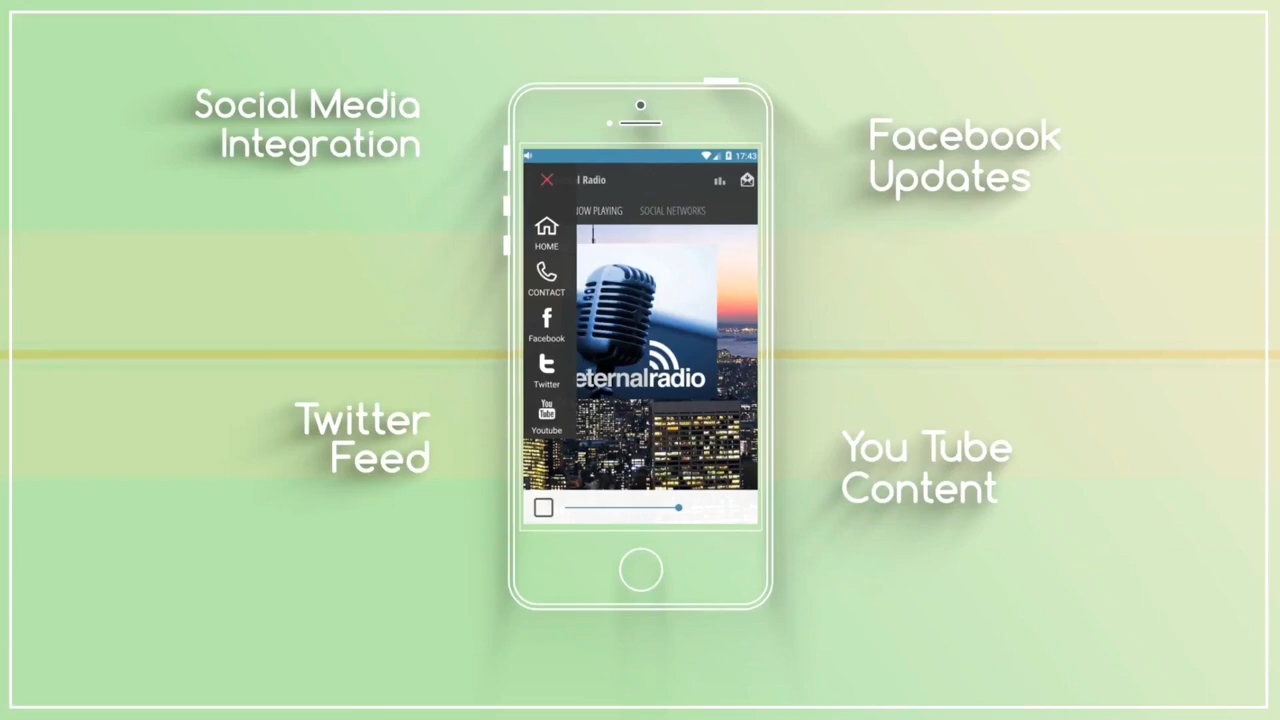 Social Media
Integration
Facebook
Updates
17:43
l Radio
NOW PLAYING SOCIAL NETWORKS
HOME
CONTACT
f
Facebook
t
Twitter
You
Tube
Youtube
eternalradio
Twitter
Feed
You Tube
Content